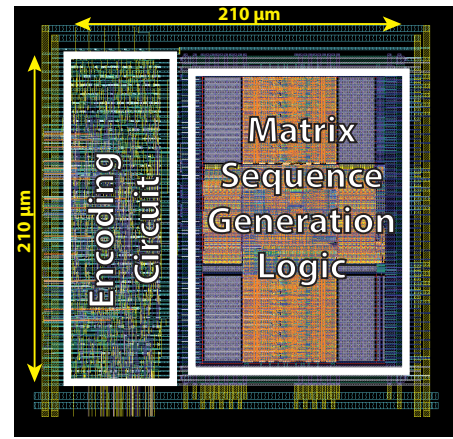 210 µm
210 µm
Encoding
Circuit
Matrix
Sequence
Generation
Logic